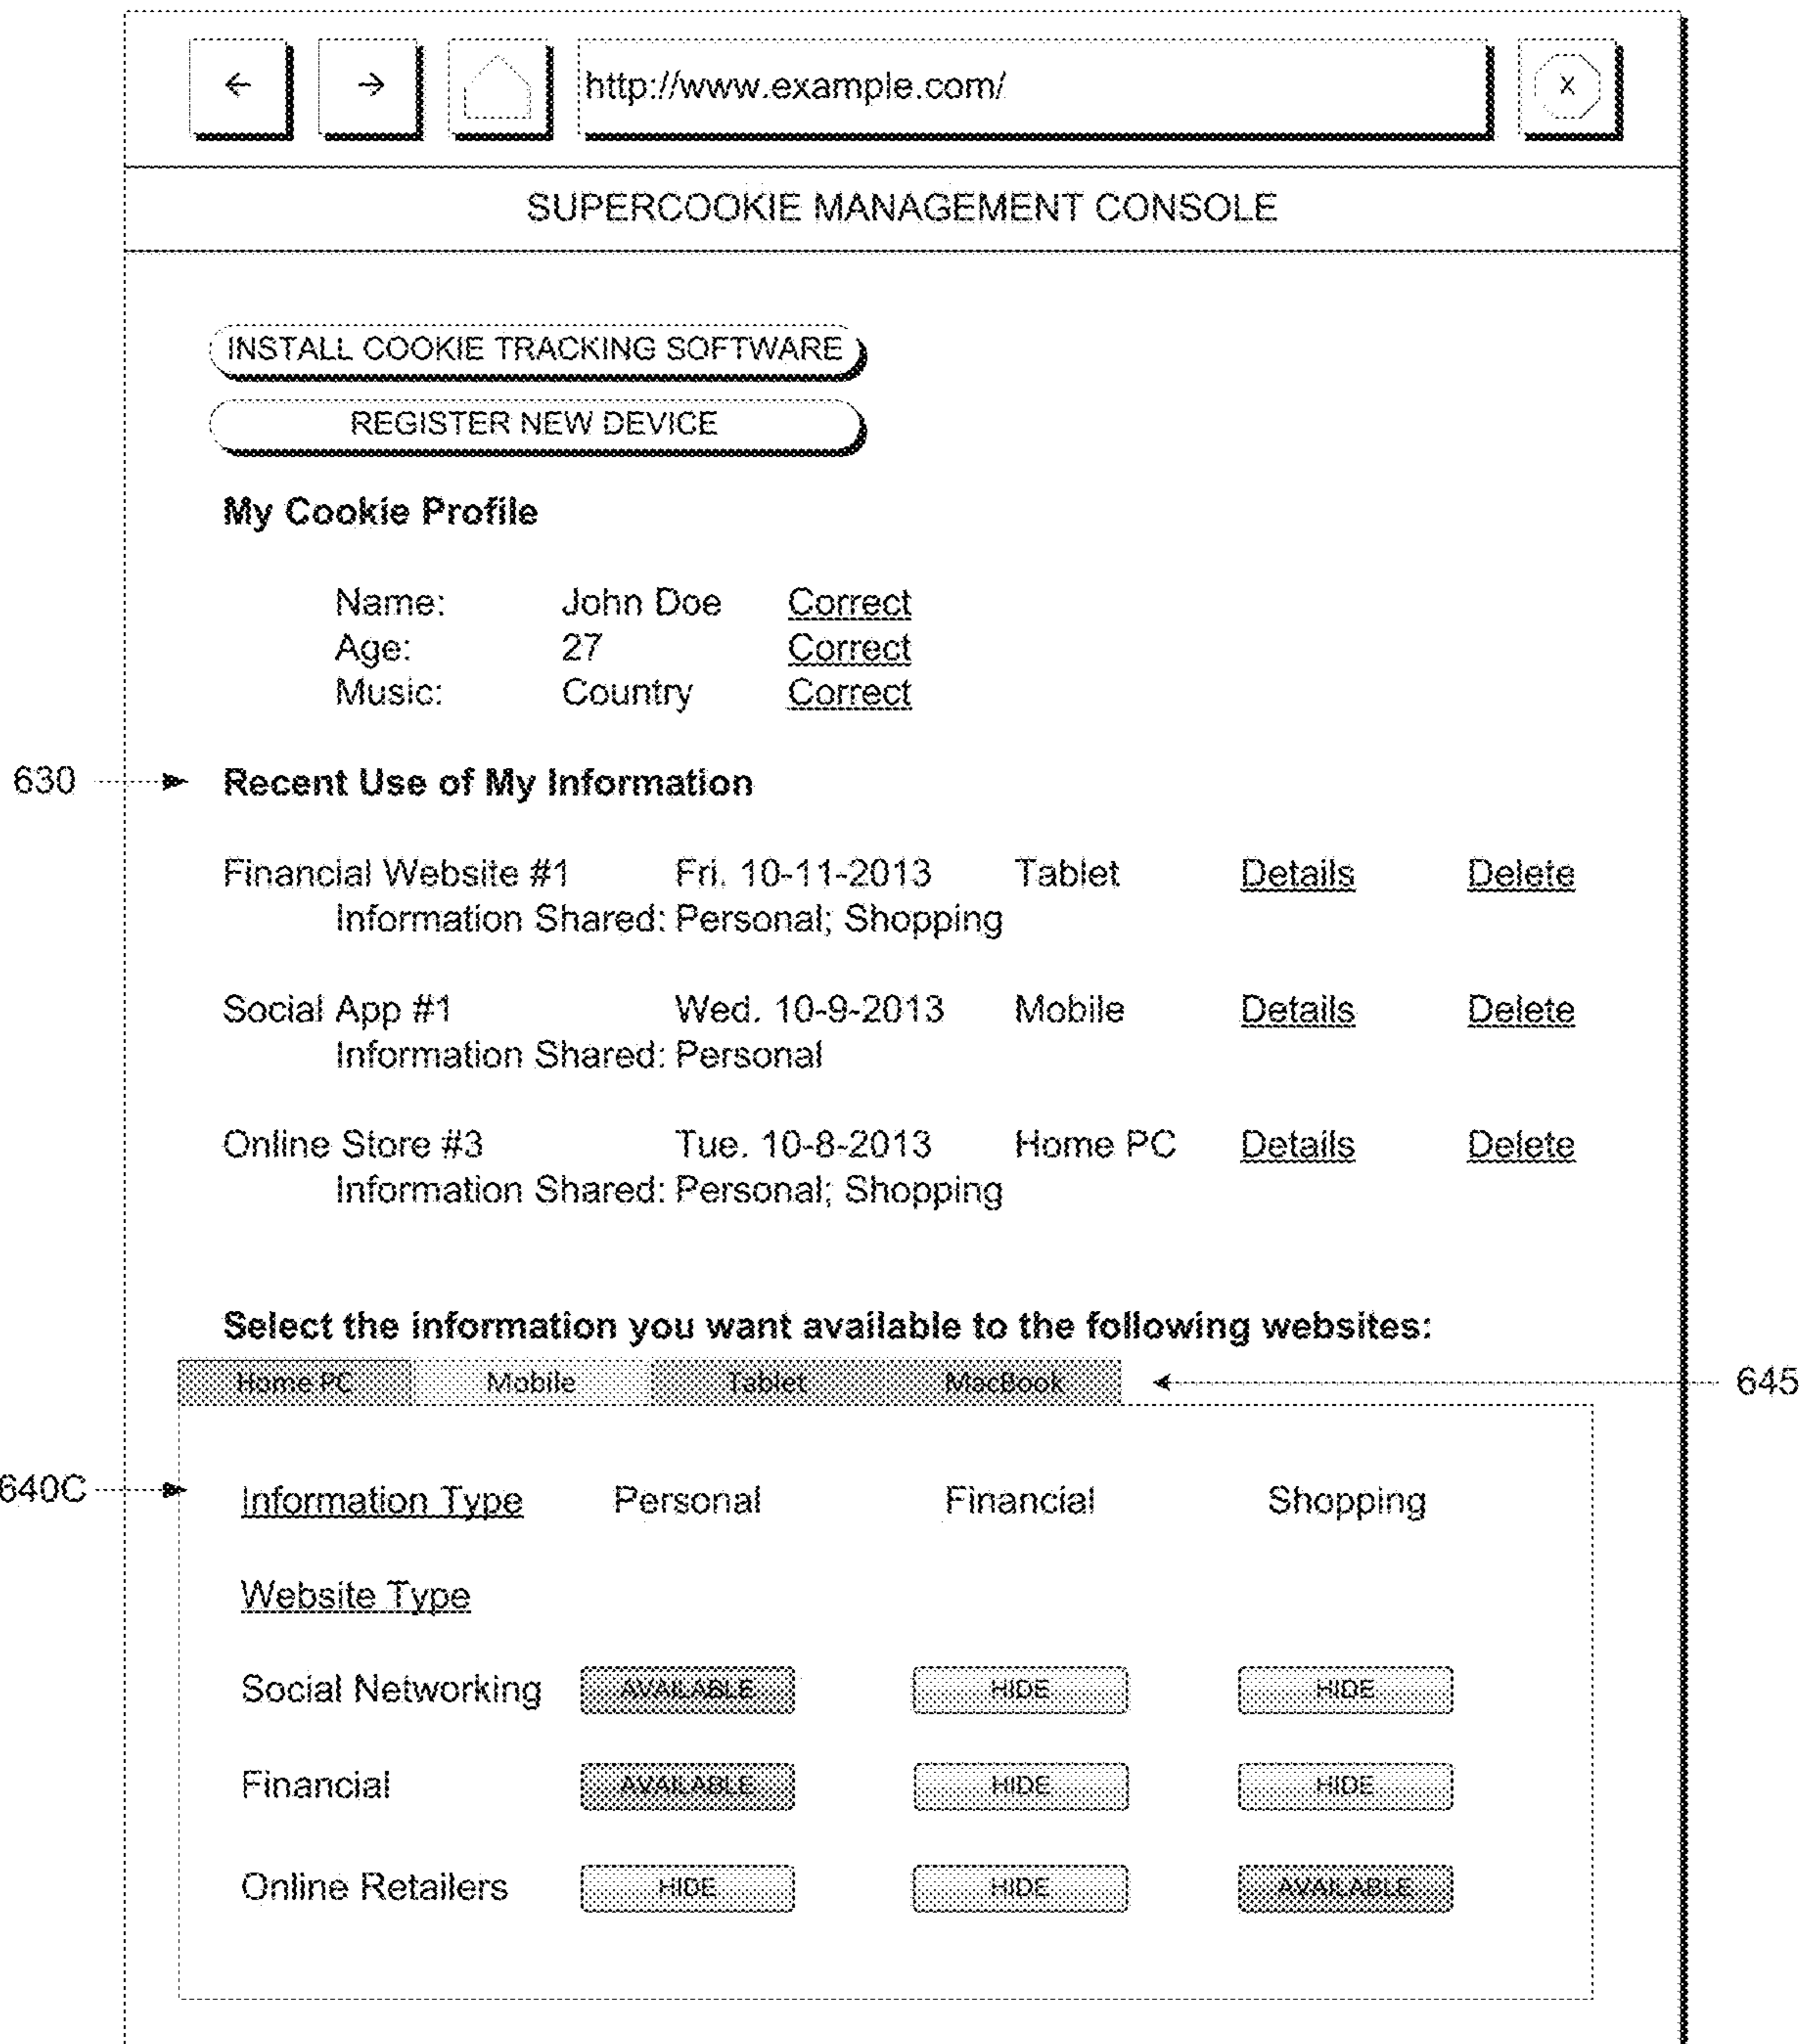 ← → http://www.example.com/ X
SUPERCOOKIE MANAGEMENT CONSOLE
INSTALL COOKIE TRACKING SOFTWARE
REGISTER NEW DEVICE
My Cookie Profile
Name: John Doe Correct
Age: 27 Correct
Music: Country Correct
630 Recent Use of My Information
Financial Website #1 Fri. 10-11-2013 Tablet Details Delete
Information Shared: Personal; Shopping
Social App #1 Wed. 10-9-2013 Mobile Details Delete
Information Shared: Personal
Online Store #3 Tue. 10-8-2013 Home PC Details Delete
Information Shared: Personal; Shopping
Select the information you want available to the following websites:
Home PC Mobile Tablet MacBook 645
640C Information Type Personal Financial Shopping
Website Type
Social Networking AVAILABLE HIDE HIDE
Financial AVAILABLE HIDE HIDE
Online Retailers HIDE HIDE AVAILABLE